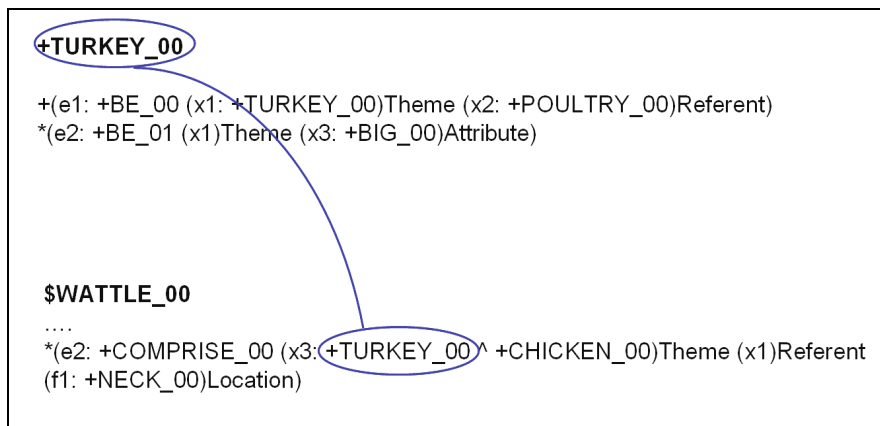 +TURKEY_00
+(e1: +BE_00 (x1: +TURKEY_00)Theme (x2: +POULTRY_00)Referent)
*(e2: +BE_01 (x1)Theme (x3: +BIG_00)Attribute)
$WATTLE_00
....
*(e2: +COMPRISE_00 (x3: +TURKEY_00 ^ +CHICKEN_00)Theme (x1)Referent
(f1: +NECK_00)Location)